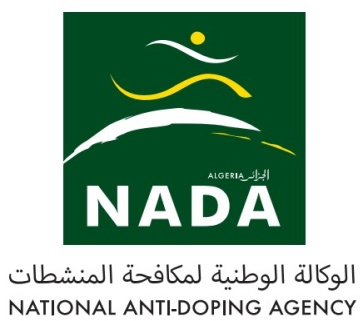 ALGERIA الجزائر
NADA
الوكالة الوطنية لمكافحة المنشطات
NATIONAL ANTI-DOPING AGENCY